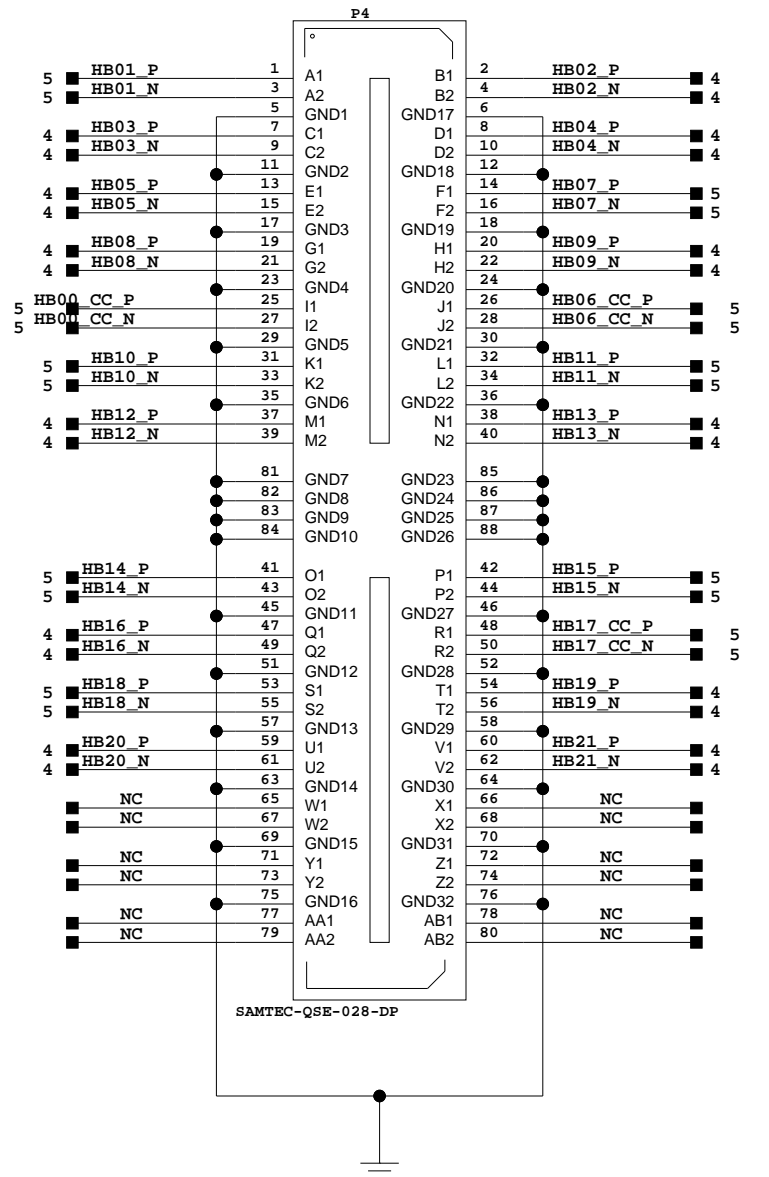 P4
5 HB01_P 1 A1 B1 2 HB02_P 4
5 HB01_N 3 A2 B2 4 HB02_N 4
5 GND1 GND17 6
4 HB03_P 7 C1 D1 8 HB04_P 4
4 HB03_N 9 C2 D2 10 HB04_N 4
11 GND2 GND18 12
4 HB05_P 13 E1 F1 14 HB07_P 5
4 HB05_N 15 E2 F2 16 HB07_N 5
17 GND3 GND19 18
4 HB08_P 19 G1 H1 20 HB09_P 4
4 HB08_N 21 G2 H2 22 HB09_N 4
23 GND4 GND20 24
5 HB00_CC_P 25 I1 J1 26 HB06_CC_P 5
5 HB00_CC_N 27 I2 J2 28 HB06_CC_N 5
29 GND5 GND21 30
5 HB10_P 31 K1 L1 32 HB11_P 5
5 HB10_N 33 K2 L2 34 HB11_N 5
35 GND6 GND22 36
4 HB12_P 37 M1 N1 38 HB13_P 4
4 HB12_N 39 M2 N2 40 HB13_N 4
81 GND7 GND23 85
82 GND8 GND24 86
83 GND9 GND25 87
84 GND10 GND26 88
5 HB14_P 41 O1 P1 42 HB15_P 5
5 HB14_N 43 O2 P2 44 HB15_N 5
45 GND11 GND27 46
4 HB16_P 47 Q1 R1 48 HB17_CC_P 5
4 HB16_N 49 Q2 R2 50 HB17_CC_N 5
51 GND12 GND28 52
5 HB18_P 53 S1 T1 54 HB19_P 4
5 HB18_N 55 S2 T2 56 HB19_N 4
57 GND13 GND29 58
4 HB20_P 59 U1 V1 60 HB21_P 4
4 HB20_N 61 U2 V2 62 HB21_N 4
63 GND14 GND30 64
NC 65 W1 X1 66 NC
NC 67 W2 X2 68 NC
69 GND15 GND31 70
NC 71 Y1 Z1 72 NC
NC 73 Y2 Z2 74 NC
75 GND16 GND32 76
NC 77 AA1 AB1 78 NC
NC 79 AA2 AB2 80 NC
SAMTEC-QSE-028-DP